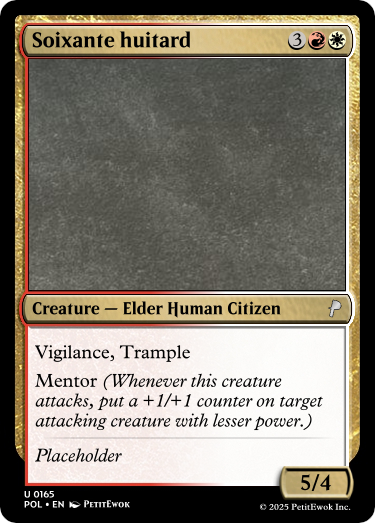 Soixante huitard 3
Creature — Elder Human Citizen
Vigilance, Trample
Mentor (Whenever this creature
attacks, put a +1/+1 counter on target
attacking creature with lesser power.)
Placeholder
5/4
U 0165
POL • EN PETITEWOK
© 2025 PetitEwok Inc.